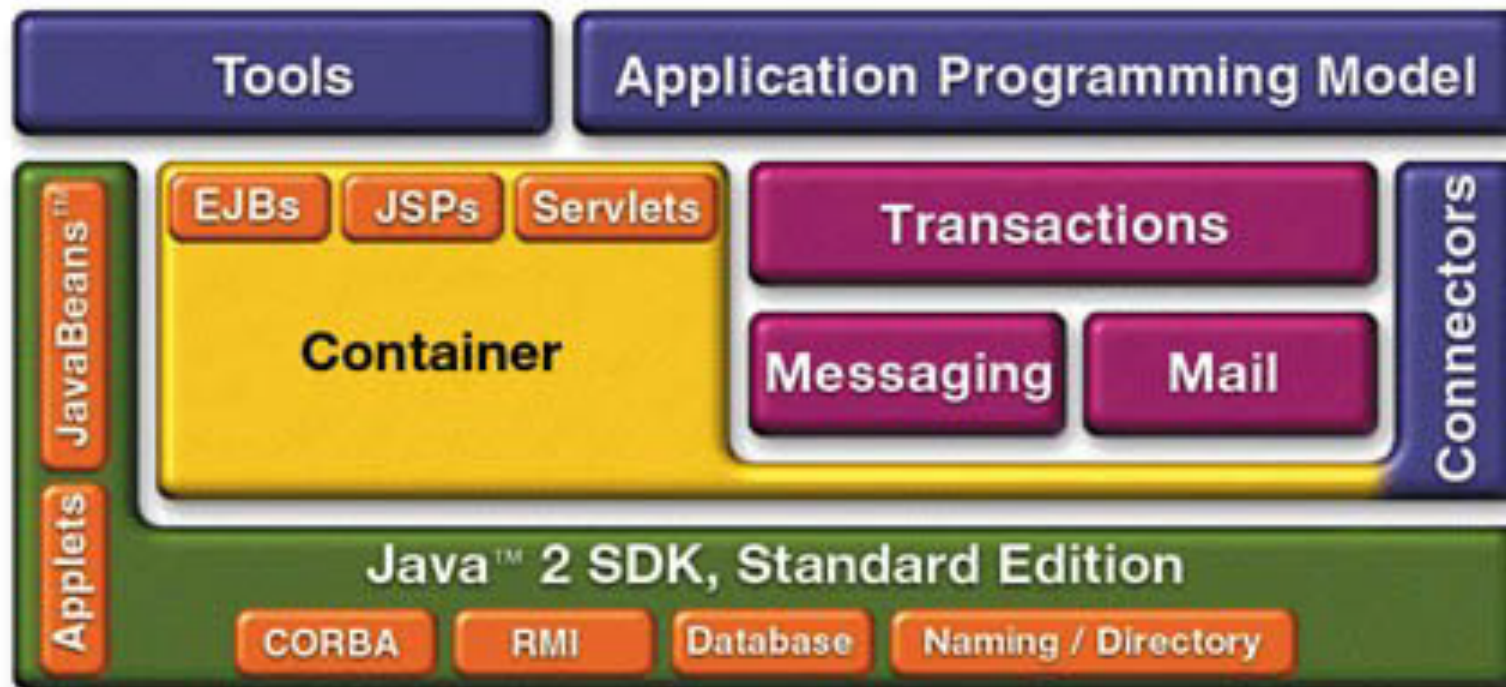 Tools
Application Programming Model
JavaBeans™
EJBs
JSPs
Servlets
Transactions
Connectors
Container
Messaging
Mail
Applets
Java™ 2 SDK, Standard Edition
CORBA
RMI
Database
Naming / Directory